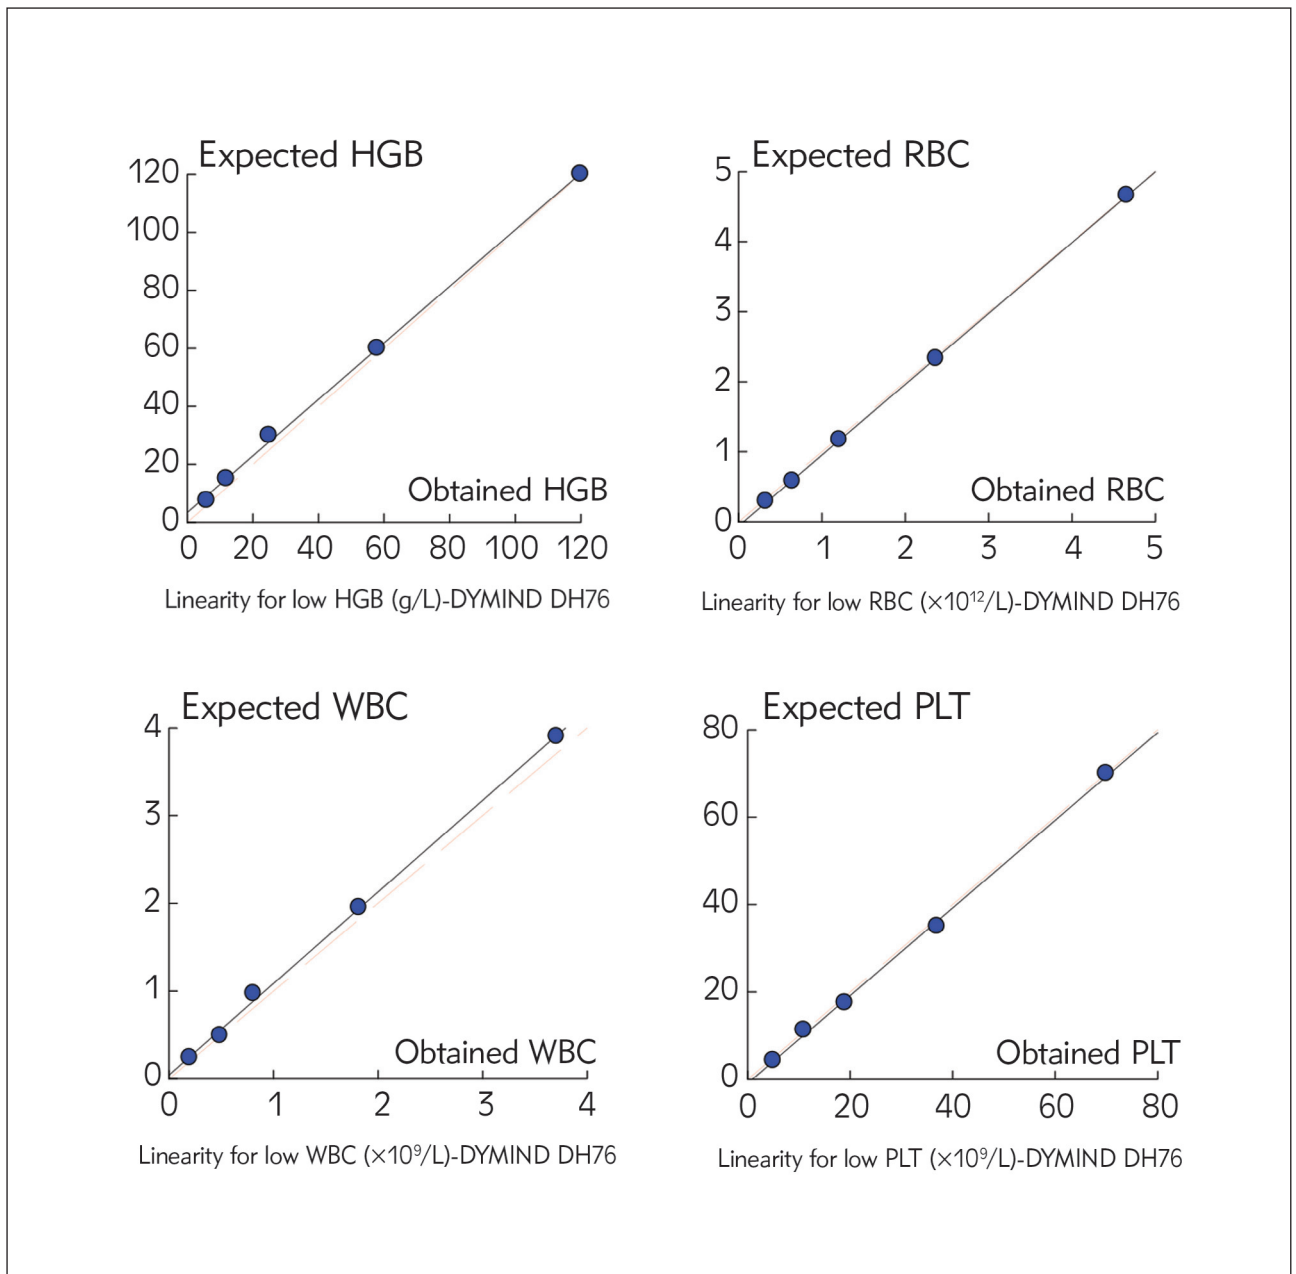 Expected HGB
120
100
80
60
40
20
0
Obtained HGB
0 20 40 60 80 100 120
Linearity for low HGB (g/L)-DYMIND DH76
Expected RBC
5
4
3
2
1
0
Obtained RBC
0 1 2 3 4 5
Linearity for low RBC (×10¹²/L)-DYMIND DH76
Expected WBC
4
3
2
1
0
Obtained WBC
0 1 2 3 4
Linearity for low WBC (×10⁹/L)-DYMIND DH76
Expected PLT
80
60
40
20
0
Obtained PLT
0 20 40 60 80
Linearity for low PLT (×10⁹/L)-DYMIND DH76